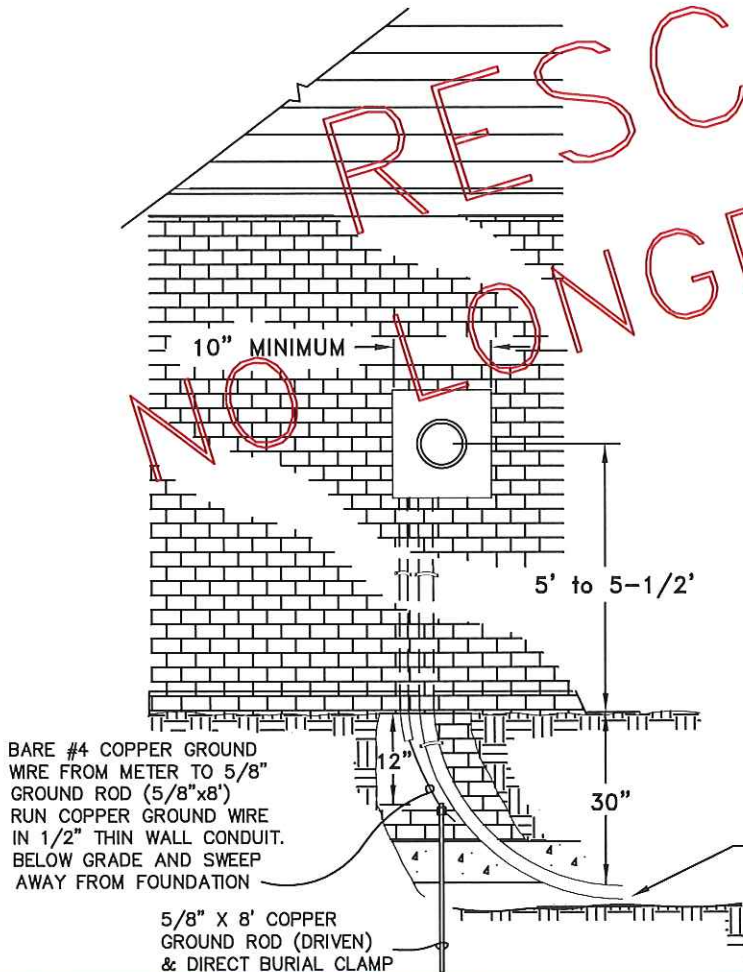 RESC
NO LONGE
10" MINIMUM
5' to 5-1/2'
BARE #4 COPPER GROUND
WIRE FROM METER TO 5/8"
GROUND ROD (5/8"x8')
RUN COPPER GROUND WIRE
IN 1/2" THIN WALL CONDUIT.
BELOW GRADE AND SWEEP
AWAY FROM FOUNDATION
12"
30"
5/8" X 8' COPPER
GROUND ROD (DRIVEN)
& DIRECT BURIAL CLAMP